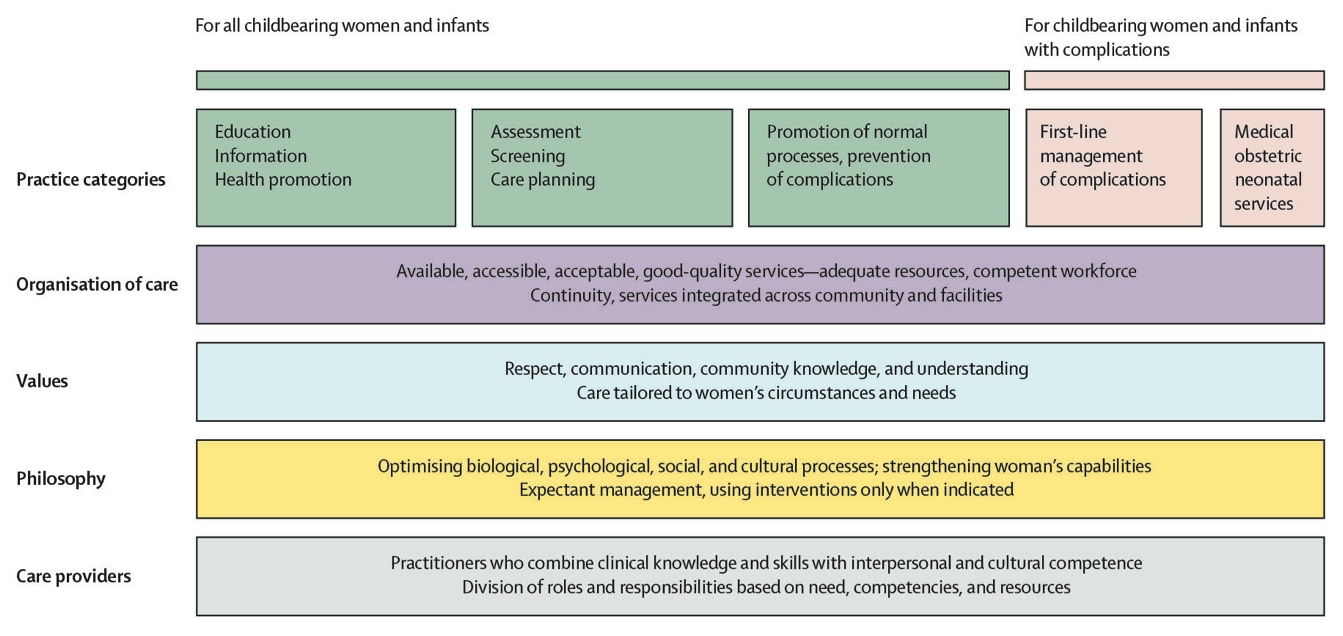 For all childbearing women and infants
For childbearing women and infants
with complications
Practice categories
Education
Information
Health promotion
Assessment
Screening
Care planning
Promotion of normal
processes, prevention
of complications
First-line
management
of complications
Medical
obstetric
neonatal
services
Organisation of care
Available, accessible, acceptable, good-quality services—adequate resources, competent workforce
Continuity, services integrated across community and facilities
Values
Respect, communication, community knowledge, and understanding
Care tailored to women’s circumstances and needs
Philosophy
Optimising biological, psychological, social, and cultural processes; strengthening woman’s capabilities
Expectant management, using interventions only when indicated
Care providers
Practitioners who combine clinical knowledge and skills with interpersonal and cultural competence
Division of roles and responsibilities based on need, competencies, and resources